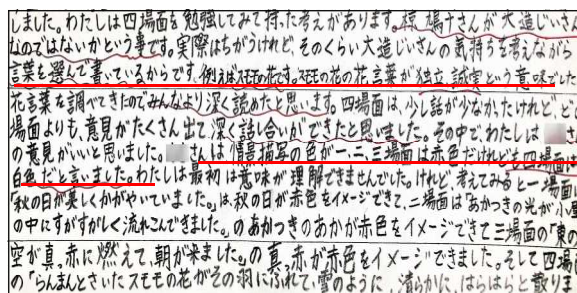 しました。わたしは四場面を勉強してみて持った考えがあります。椋鳩十さんが大造じいさ
なのではないかという事です。実際はちがうけれど、そのくらい大造じいさんの気持ちを考えながら
言葉を選んで書いているからです。例えばスモモの花です。スモモの花の花言葉が独立、誠実という意味でした
花言葉を調べてきたのでみんなより深く読めたと思います。四場面は、少し話が少なかったけれど、ど
場面よりも、意見がたくさん出て深く話し合いができたと思いました。その中でわたしは さ
の意見がいいと思いました。 さんは「情景描写の色が一、二、三場面は赤色だけれども四場面は
白色だと言いました。わたしは最初は意味が理解できませんでした。けれど、考えてみると一場面
「秋の日が美しくかがやいていました。」は、秋の日が赤色をイメージできて、二場面は「あかつきの光が小屋
の中にすがすがしく流れこんできました。」のあかつきのあかが赤色をイメージできて三場面の「東の
空が真っ赤に燃えて、朝が来ました。」の真っ赤が赤色をイメージできました。そして四場
の「らんまんとさいたスモモの花がその羽にふれて、雪のように、清らかに、はらはらと散りま